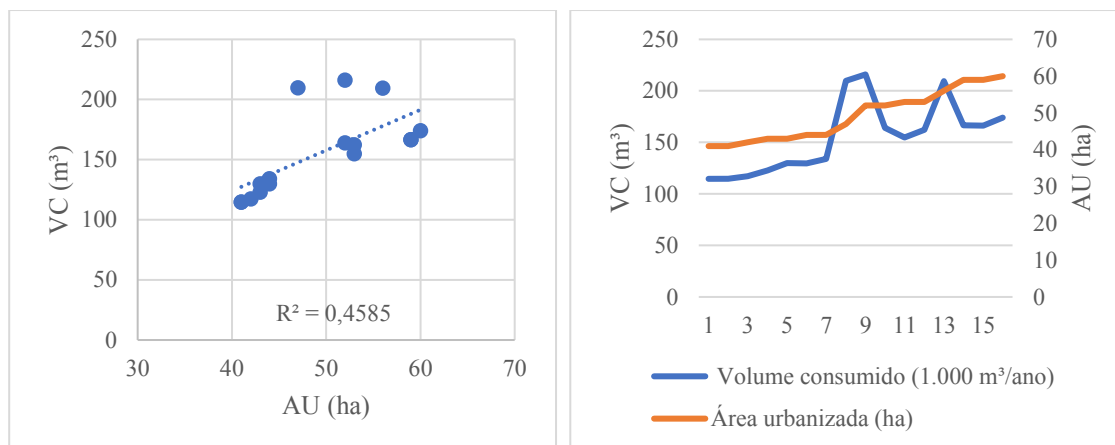 250
200
150
100
50
0
VC (m³)
R² = 0,4585
30 40 50 60 70
AU (ha)
250
200
150
100
50
0
VC (m³)
70
60
50
40
30
20
10
0
AU (ha)
1 3 5 7 9 11 13 15
Volume consumido (1.000 m³/ano)
Área urbanizada (ha)